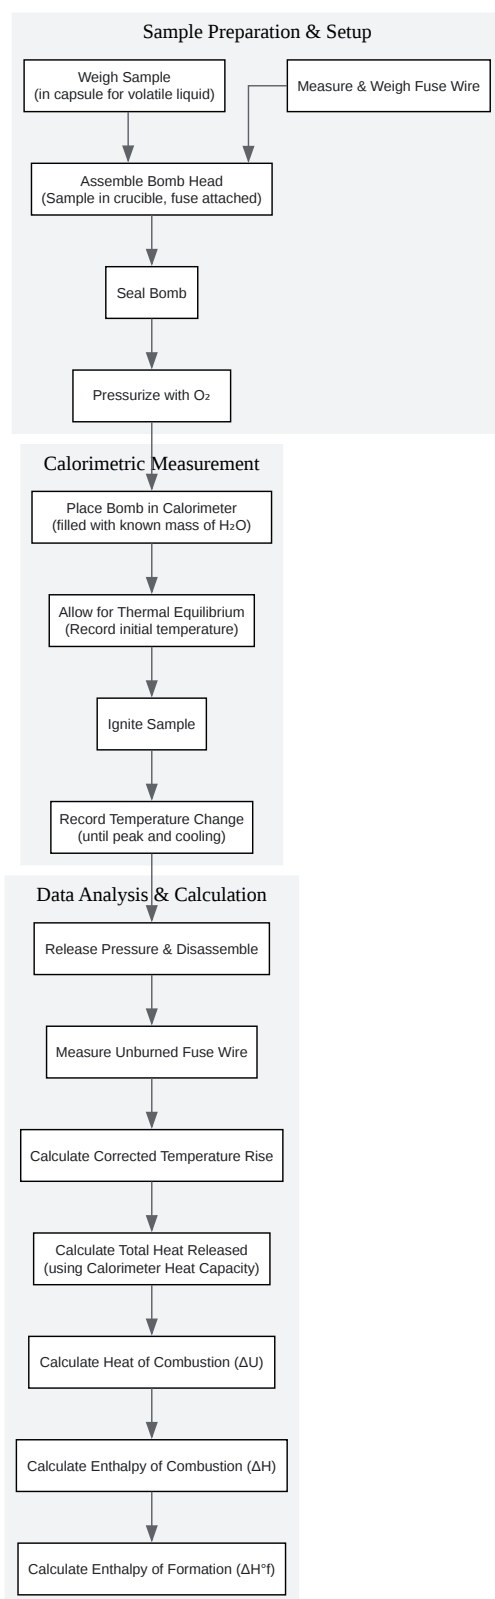 Sample Preparation & Setup
Weigh Sample
(in capsule for volatile liquid)
Measure & Weigh Fuse Wire
Assemble Bomb Head
(Sample in crucible, fuse attached)
Seal Bomb
Pressurize with O₂
Calorimetric Measurement
Place Bomb in Calorimeter
(filled with known mass of H₂O)
Allow for Thermal Equilibrium
(Record initial temperature)
Ignite Sample
Record Temperature Change
(until peak and cooling)
Data Analysis & Calculation
Release Pressure & Disassemble
Measure Unburned Fuse Wire
Calculate Corrected Temperature Rise
Calculate Total Heat Released
(using Calorimeter Heat Capacity)
Calculate Heat of Combustion (ΔU)
Calculate Enthalpy of Combustion (ΔH)
Calculate Enthalpy of Formation (ΔH°f)